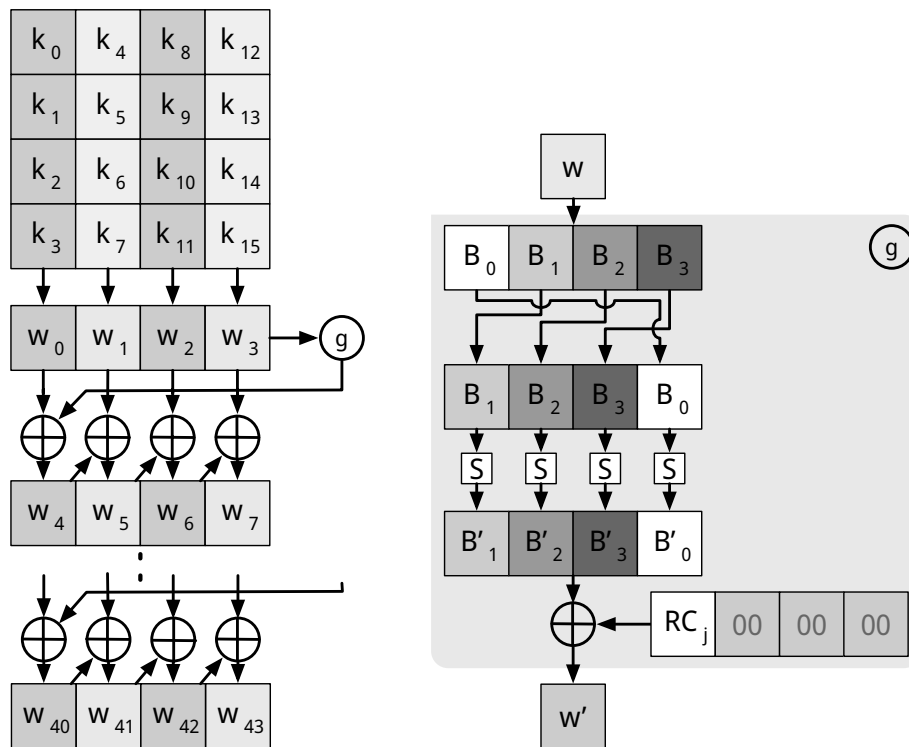 k0 k4 k8 k12
k1 k5 k9 k13
k2 k6 k10 k14
k3 k7 k11 k15
w0 w1 w2 w3 g
w4 w5 w6 w7
w40 w41 w42 w43
w
g
B0 B1 B2 B3
B1 B2 B3 B0
S S S S
B'1 B'2 B'3 B'0
RCj 00 00 00
w'